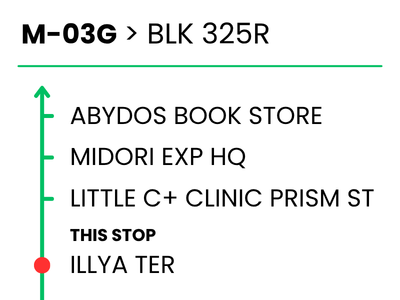 M-03G > BLK 325R
ABYDOS BOOK STORE
MIDORI EXP HQ
LITTLE C+ CLINIC PRISM ST
THIS STOP
ILLYA TER